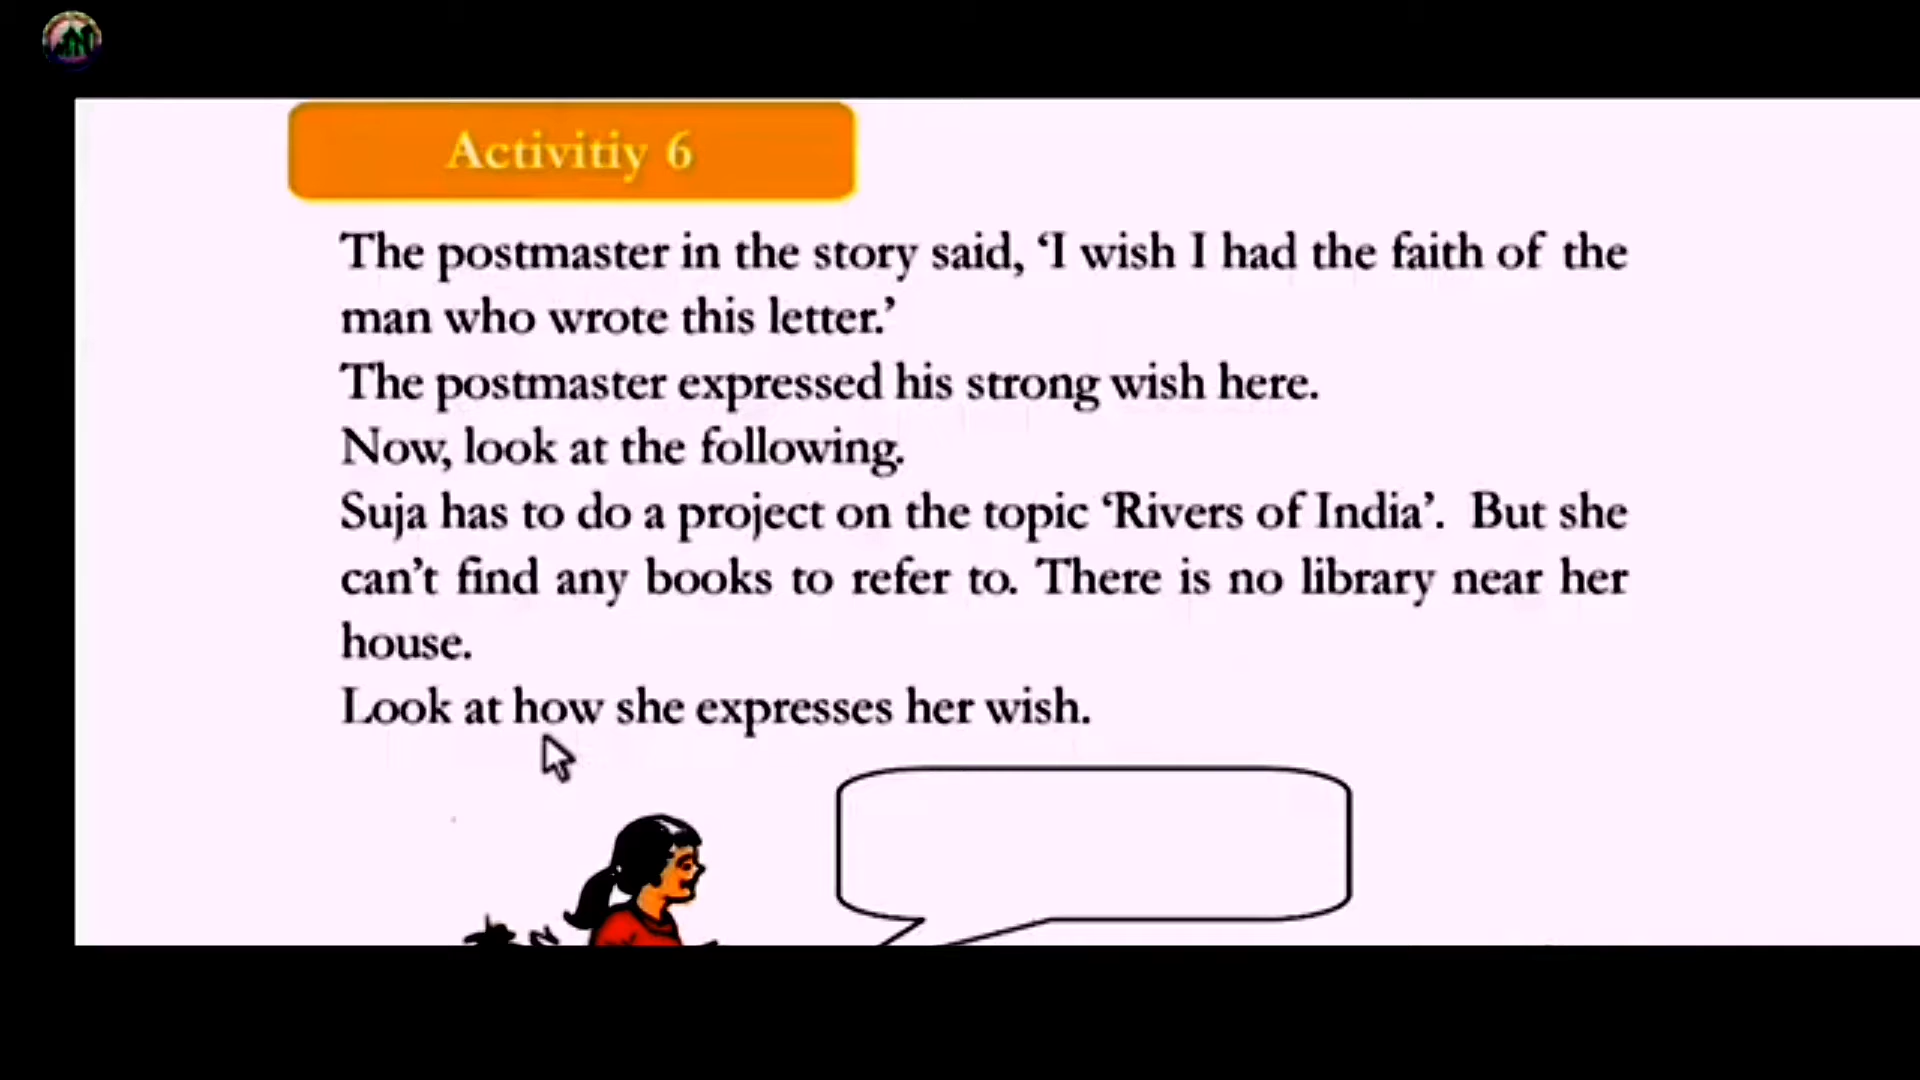 Activitiy 6
The postmaster in the story said, ‘I wish I had the faith of the
man who wrote this letter.’
The postmaster expressed his strong wish here.
Now, look at the following.
Suja has to do a project on the topic ‘Rivers of India’. But she
can’t find any books to refer to. There is no library near her
house.
Look at how she expresses her wish.